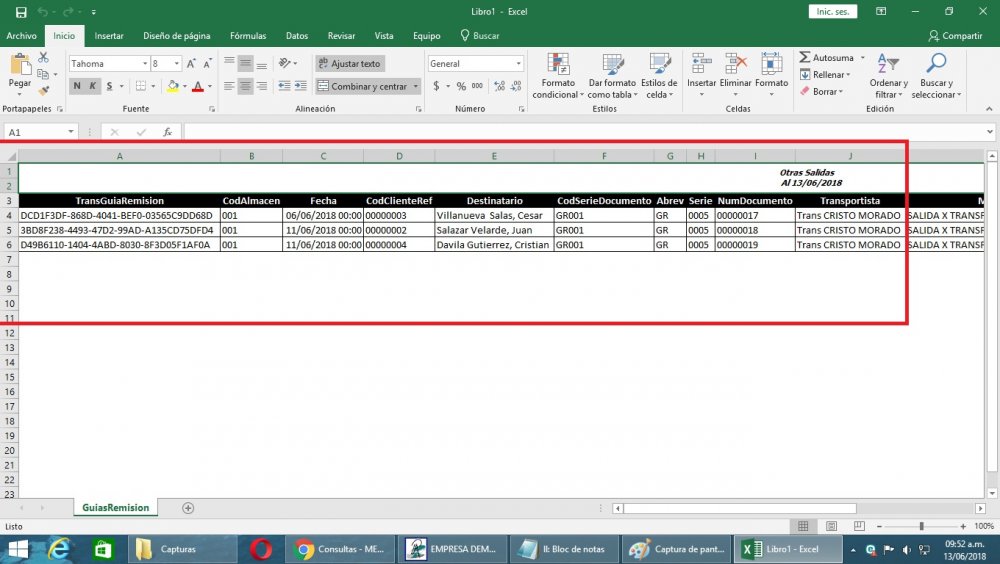 Libro1 - Excel
Inic. ses.
Archivo Inicio Insertar Diseño de página Fórmulas Datos Revisar Vista Equipo Buscar Compartir
Pegar
Tahoma 8 A A
N K S
Ajustar texto
Combinar y centrar
General
$ % 000
Formato condicional
Dar formato como tabla
Estilos de celda
Insertar Eliminar Formato
Autosuma
Rellenar
Borrar
Ordenar y filtrar
Buscar y seleccionar
Portapapeles Fuente Alineación Número Estilos Celdas Edición
A1 fx
A B C D E F G H I J
1 Otras Salidas
2 Al 13/06/2018
3 TransGuiaRemision CodAlmacen Fecha CodClienteRef Destinatario CodSerieDocumento Abrev Serie NumDocumento Transportista M
4 DCD1F3DF-868D-4041-BEF0-03565C9DD68D 001 06/06/2018 00:00 00000003 Villanueva Salas, Cesar GR001 GR 0005 00000017 Trans CRISTO MORADO SALIDA X TRANSF
5 3BD8F238-4493-47D2-99AD-A135CD75DFD4 001 11/06/2018 00:00 00000002 Salazar Velarde, Juan GR001 GR 0005 00000018 Trans CRISTO MORADO SALIDA X TRANSF
6 D49B6110-1404-4ABD-8030-8F3D05F1AF0A 001 11/06/2018 00:00 00000004 Davila Gutierrez, Cristian GR001 GR 0005 00000019 Trans CRISTO MORADO SALIDA X TRANSF
7
8
9
10
11
12
13
14
15
16
17
18
19
20
21
22
23
GuiasRemision
Listo 100%
Capturas Consultas - ME... EMPRESA DEM... II: Bloc de notas Captura de pant... Libro1 - Excel
09:52 a.m.
13/06/2018